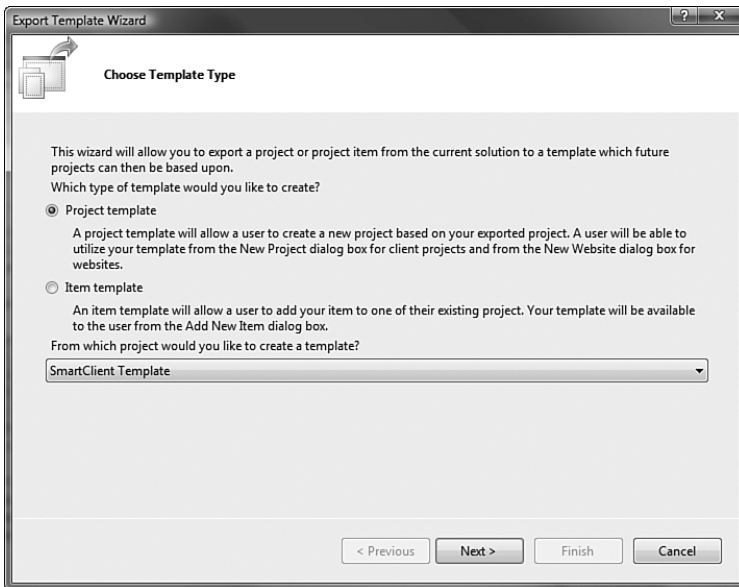 Export Template Wizard
? X
Choose Template Type
This wizard will allow you to export a project or project item from the current solution to a template which future
projects can then be based upon.
Which type of template would you like to create?
Project template
A project template will allow a user to create a new project based on your exported project. A user will be able to
utilize your template from the New Project dialog box for client projects and from the New Website dialog box for
websites.
Item template
An item template will allow a user to add your item to one of their existing project. Your template will be available
to the user from the Add New Item dialog box.
From which project would you like to create a template?
SmartClient Template
< Previous Next > Finish Cancel